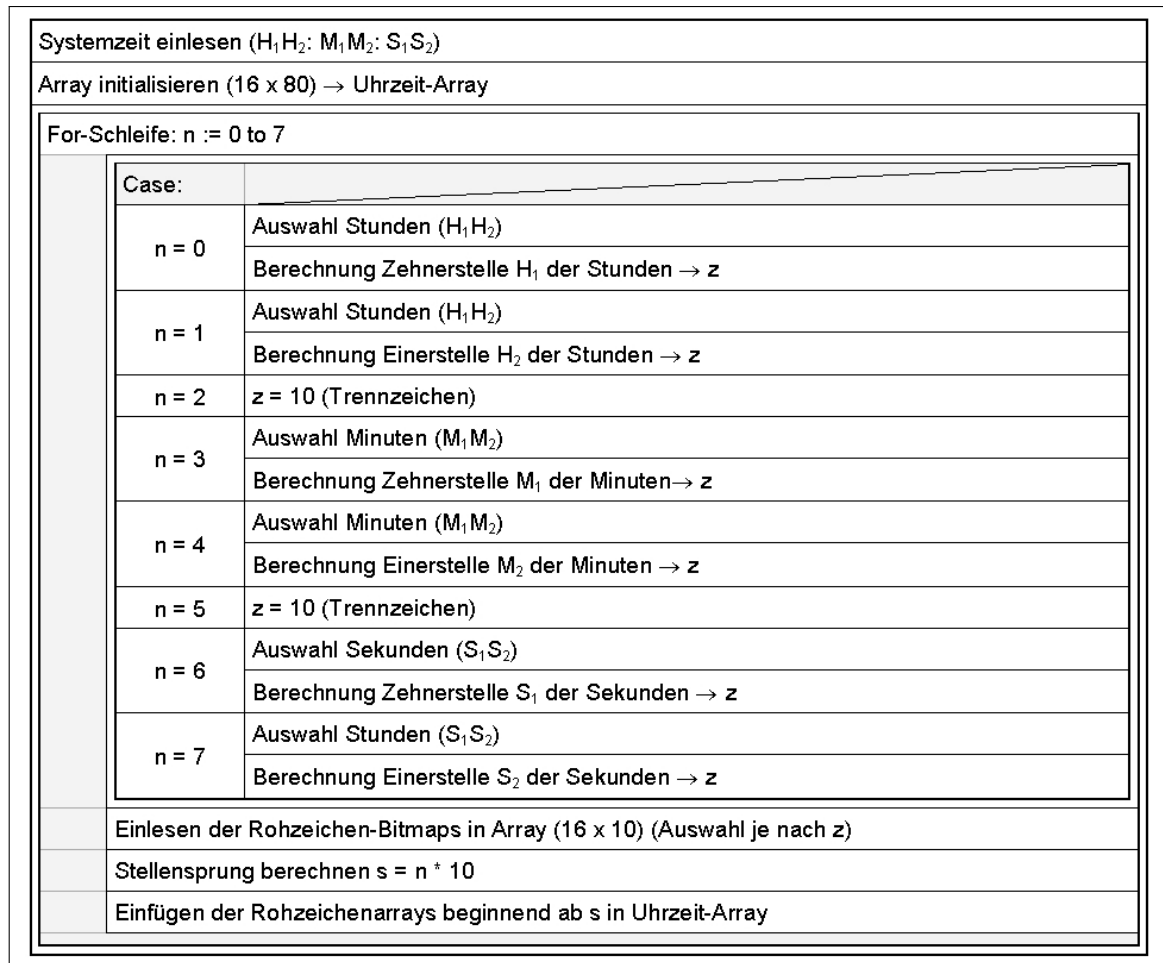 Systemzeit einlesen (H₁H₂: M₁M₂: S₁S₂)
Array initialisieren (16 x 80) → Uhrzeit-Array
For-Schleife: n := 0 to 7
Case:
n = 0
Auswahl Stunden (H₁H₂)
Berechnung Zehnerstelle H₁ der Stunden → z
n = 1
Auswahl Stunden (H₁H₂)
Berechnung Einerstelle H₂ der Stunden → z
n = 2
z = 10 (Trennzeichen)
n = 3
Auswahl Minuten (M₁M₂)
Berechnung Zehnerstelle M₁ der Minuten→ z
n = 4
Auswahl Minuten (M₁M₂)
Berechnung Einerstelle M₂ der Minuten → z
n = 5
z = 10 (Trennzeichen)
n = 6
Auswahl Sekunden (S₁S₂)
Berechnung Zehnerstelle S₁ der Sekunden → z
n = 7
Auswahl Stunden (S₁S₂)
Berechnung Einerstelle S₂ der Sekunden → z
Einlesen der Rohzeichen-Bitmaps in Array (16 x 10) (Auswahl je nach z)
Stellensprung berechnen s = n * 10
Einfügen der Rohzeichenarrays beginnend ab s in Uhrzeit-Array